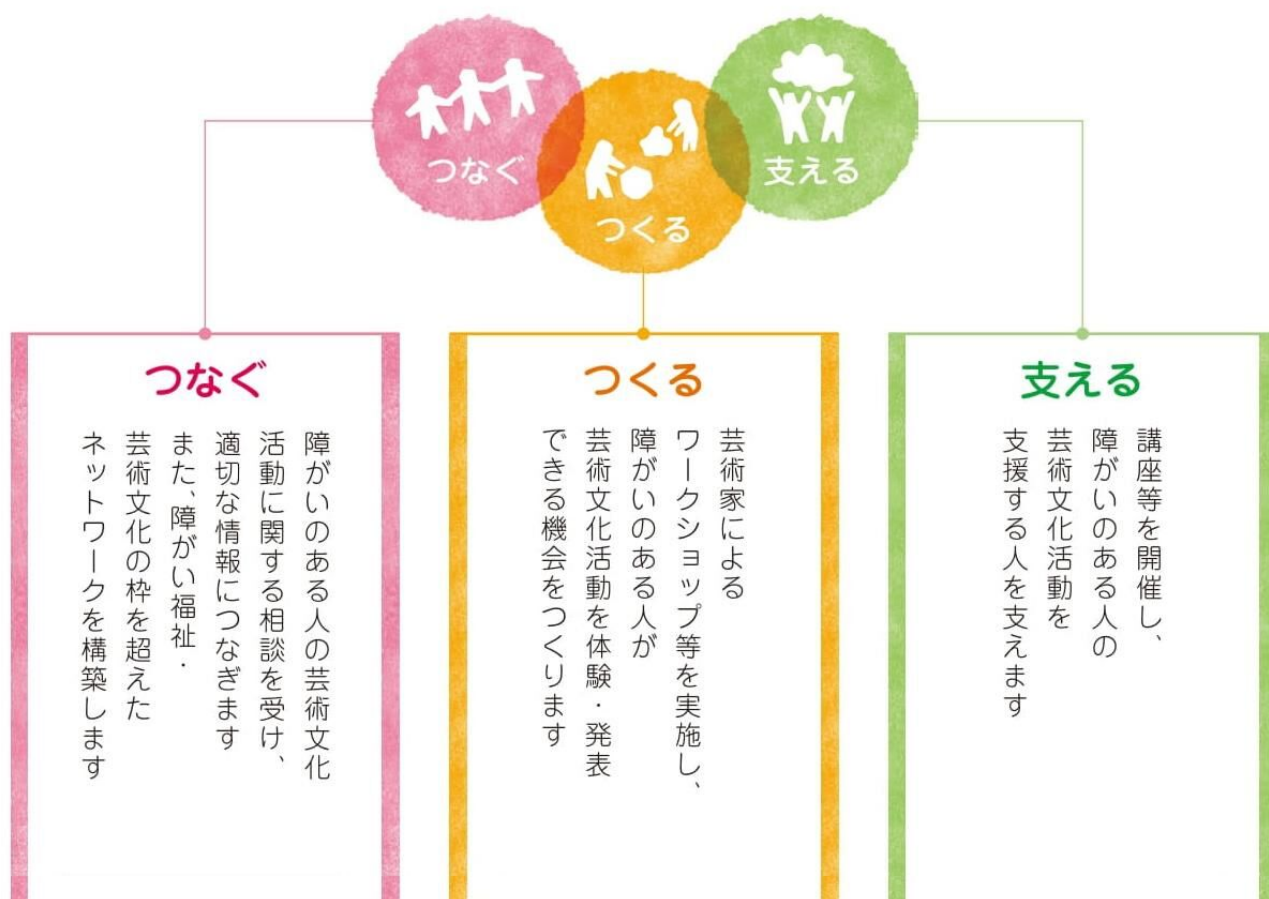 つなぐ
つくる
支える
つなぐ
障がいのある人の芸術文化
活動に関する相談を受け、
適切な情報につなぎます
また、障がい福祉・
芸術文化の枠を超えた
ネットワークを構築します
つくる
芸術家による
ワークショップ等を実施し、
障がいのある人が
芸術文化活動を体験・発表
できる機会をつくります
支える
講座等を開催し、
障がいのある人の
芸術文化活動を
支援する人を支えます